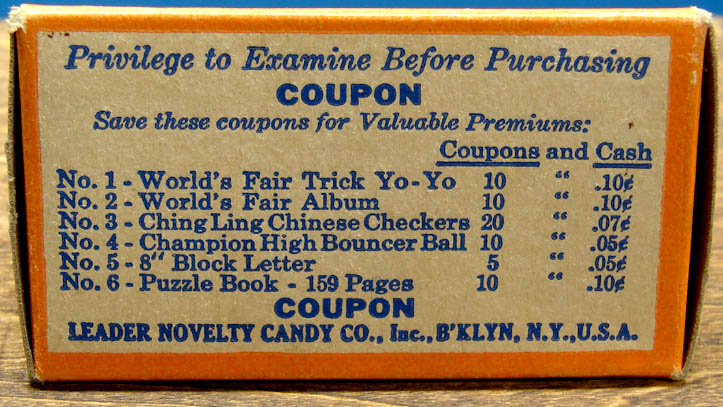 Privilege to Examine Before Purchasing
COUPON
Save these coupons for Valuable Premiums:
Coupons and Cash
No. 1 - World's Fair Trick Yo-Yo 10 “ .10¢
No. 2 - World's Fair Album 10 “ .10¢
No. 3 - Ching Ling Chinese Checkers 20 “ .07¢
No. 4 - Champion High Bouncer Ball 10 “ .05¢
No. 5 - 8" Block Letter 5 “ .05¢
No. 6 - Puzzle Book - 159 Pages 10 “ .10¢
COUPON
LEADER NOVELTY CANDY CO., Inc., B'KLYN, N.Y., U.S.A.